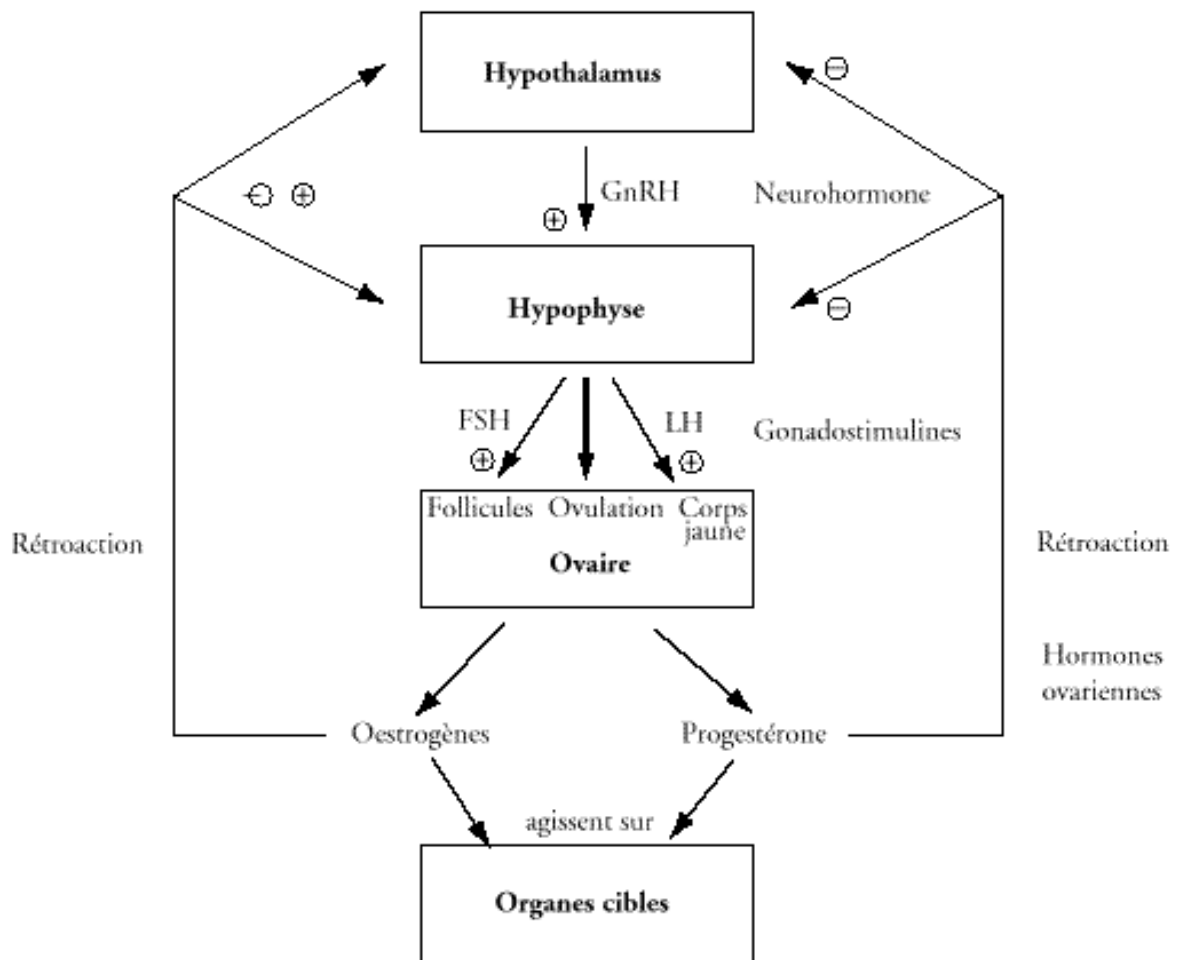 Hypothalamus
⊖
⊖ ⊕
GnRH
Neurohormone
⊕
Hypophyse
⊖
FSH
LH
Gonadostimulines
⊕
⊕
Follicules Ovulation Corps
jaune
Rétroaction
Ovaire
Rétroaction
Hormones
ovariennes
Oestrogènes
Progestérone
agissent sur
Organes cibles